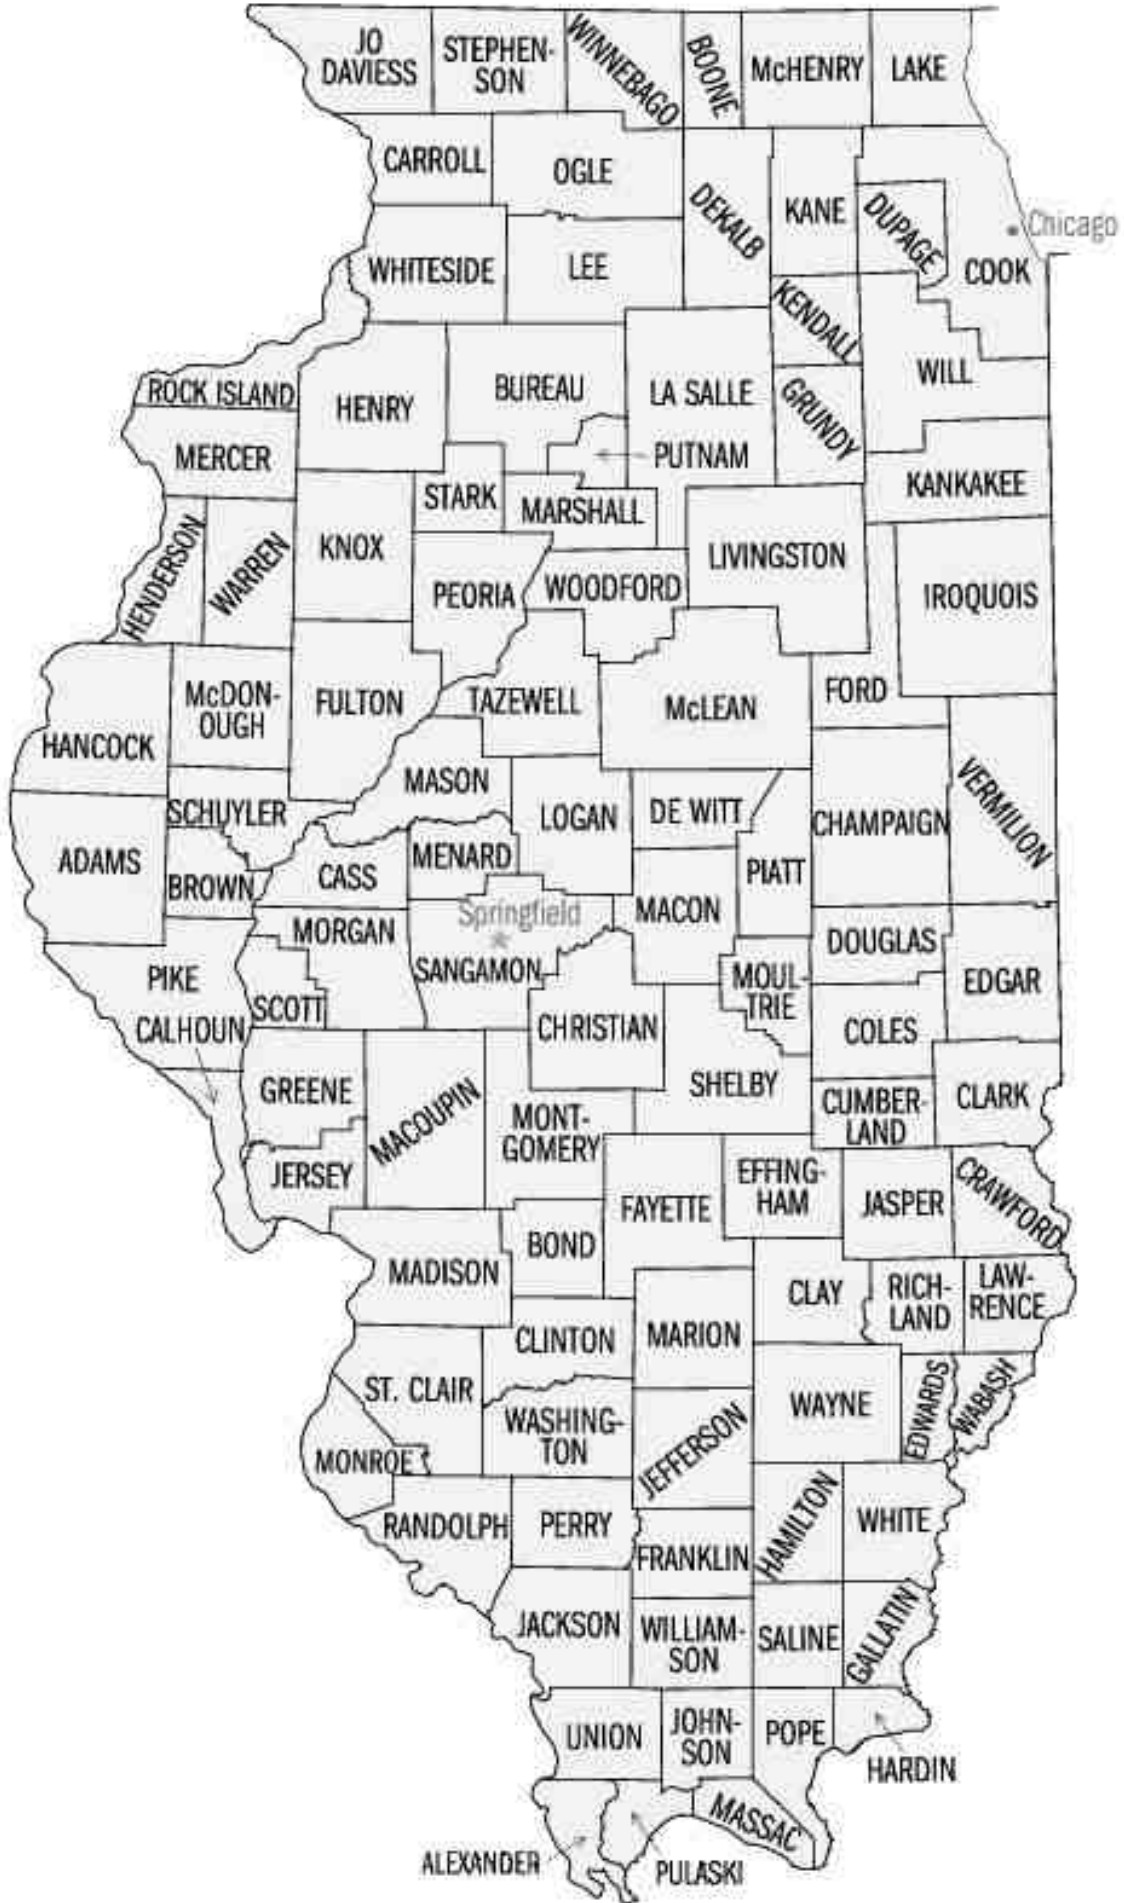 JO
DAVIESS
STEPHEN-
SON
WINNEBAGO
BOONE
McHENRY
LAKE
CARROLL
OGLE
DEKALB
KANE
DUPAGE
Chicago
COOK
WHITESIDE
LEE
KENDALL
WILL
ROCK ISLAND
HENRY
BUREAU
LA SALLE
GRUNDY
MERCER
PUTNAM
STARK
MARSHALL
KANKAKEE
HENDERSON
WARREN
KNOX
PEORIA
WOODFORD
LIVINGSTON
IROQUOIS
HANCOCK
McDON-
OUGH
FULTON
TAZEWELL
McLEAN
FORD
MASON
SCHUYLER
LOGAN
DE WITT
CHAMPAIGN
VERMILION
ADAMS
BROWN
CASS
MENARD
PIATT
MACON
Springfield
MORGAN
SANGAMON
DOUGLAS
PIKE
SCOTT
MOUL-
TRIE
EDGAR
CALHOUN
CHRISTIAN
COLES
GREENE
MACOUPIN
SHELBY
MONT-
GOMERY
CUMBER-
LAND
CLARK
JERSEY
FAYETTE
EFFING-
HAM
JASPER
CRAWFORD
MADISON
BOND
CLAY
RICH-
LAND
LAW-
RENCE
CLINTON
MARION
ST. CLAIR
WASHING-
TON
JEFFERSON
WAYNE
EDWARDS
WABASH
MONROE
RANDOLPH
PERRY
FRANKLIN
HAMILTON
WHITE
JACKSON
WILLIAM-
SON
SALINE
GALLATIN
UNION
JOHN-
SON
POPE
HARDIN
ALEXANDER
PULASKI
MASSAC